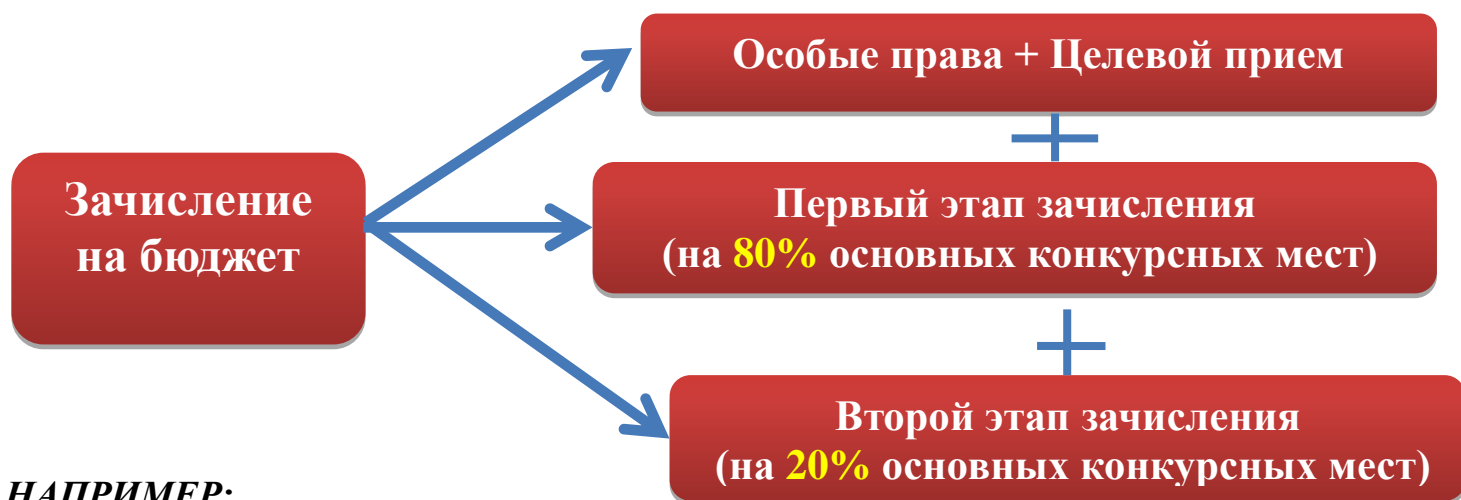 Зачисление
на бюджет
Особые права + Целевой прием
Первый этап зачисления
(на 80% основных конкурсных мест)
Второй этап зачисления
(на 20% основных конкурсных мест)
НАПРИМЕР: